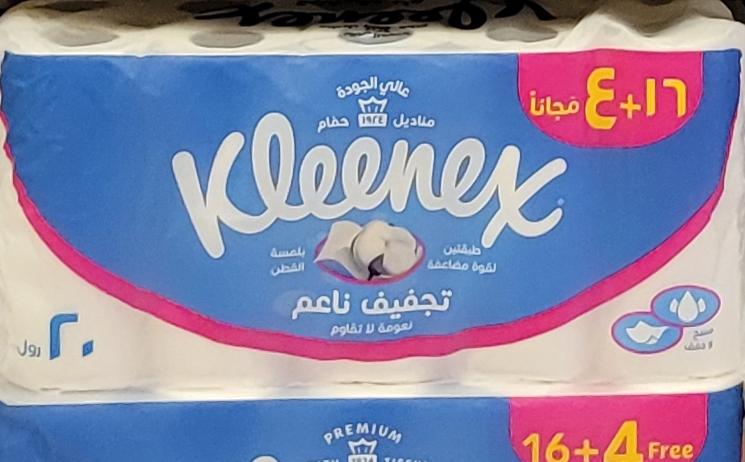 عالي الجودة
١٩٢٤
مناديل حمام
١٦+٤ مجاناً
Kleenex
بلمسة القطن
طبقتين لقوة مضاعفة
تجفيف ناعم
نعومة لا تقاوم
٢٠ رول
مسح
PREMIUM
16+4 Free